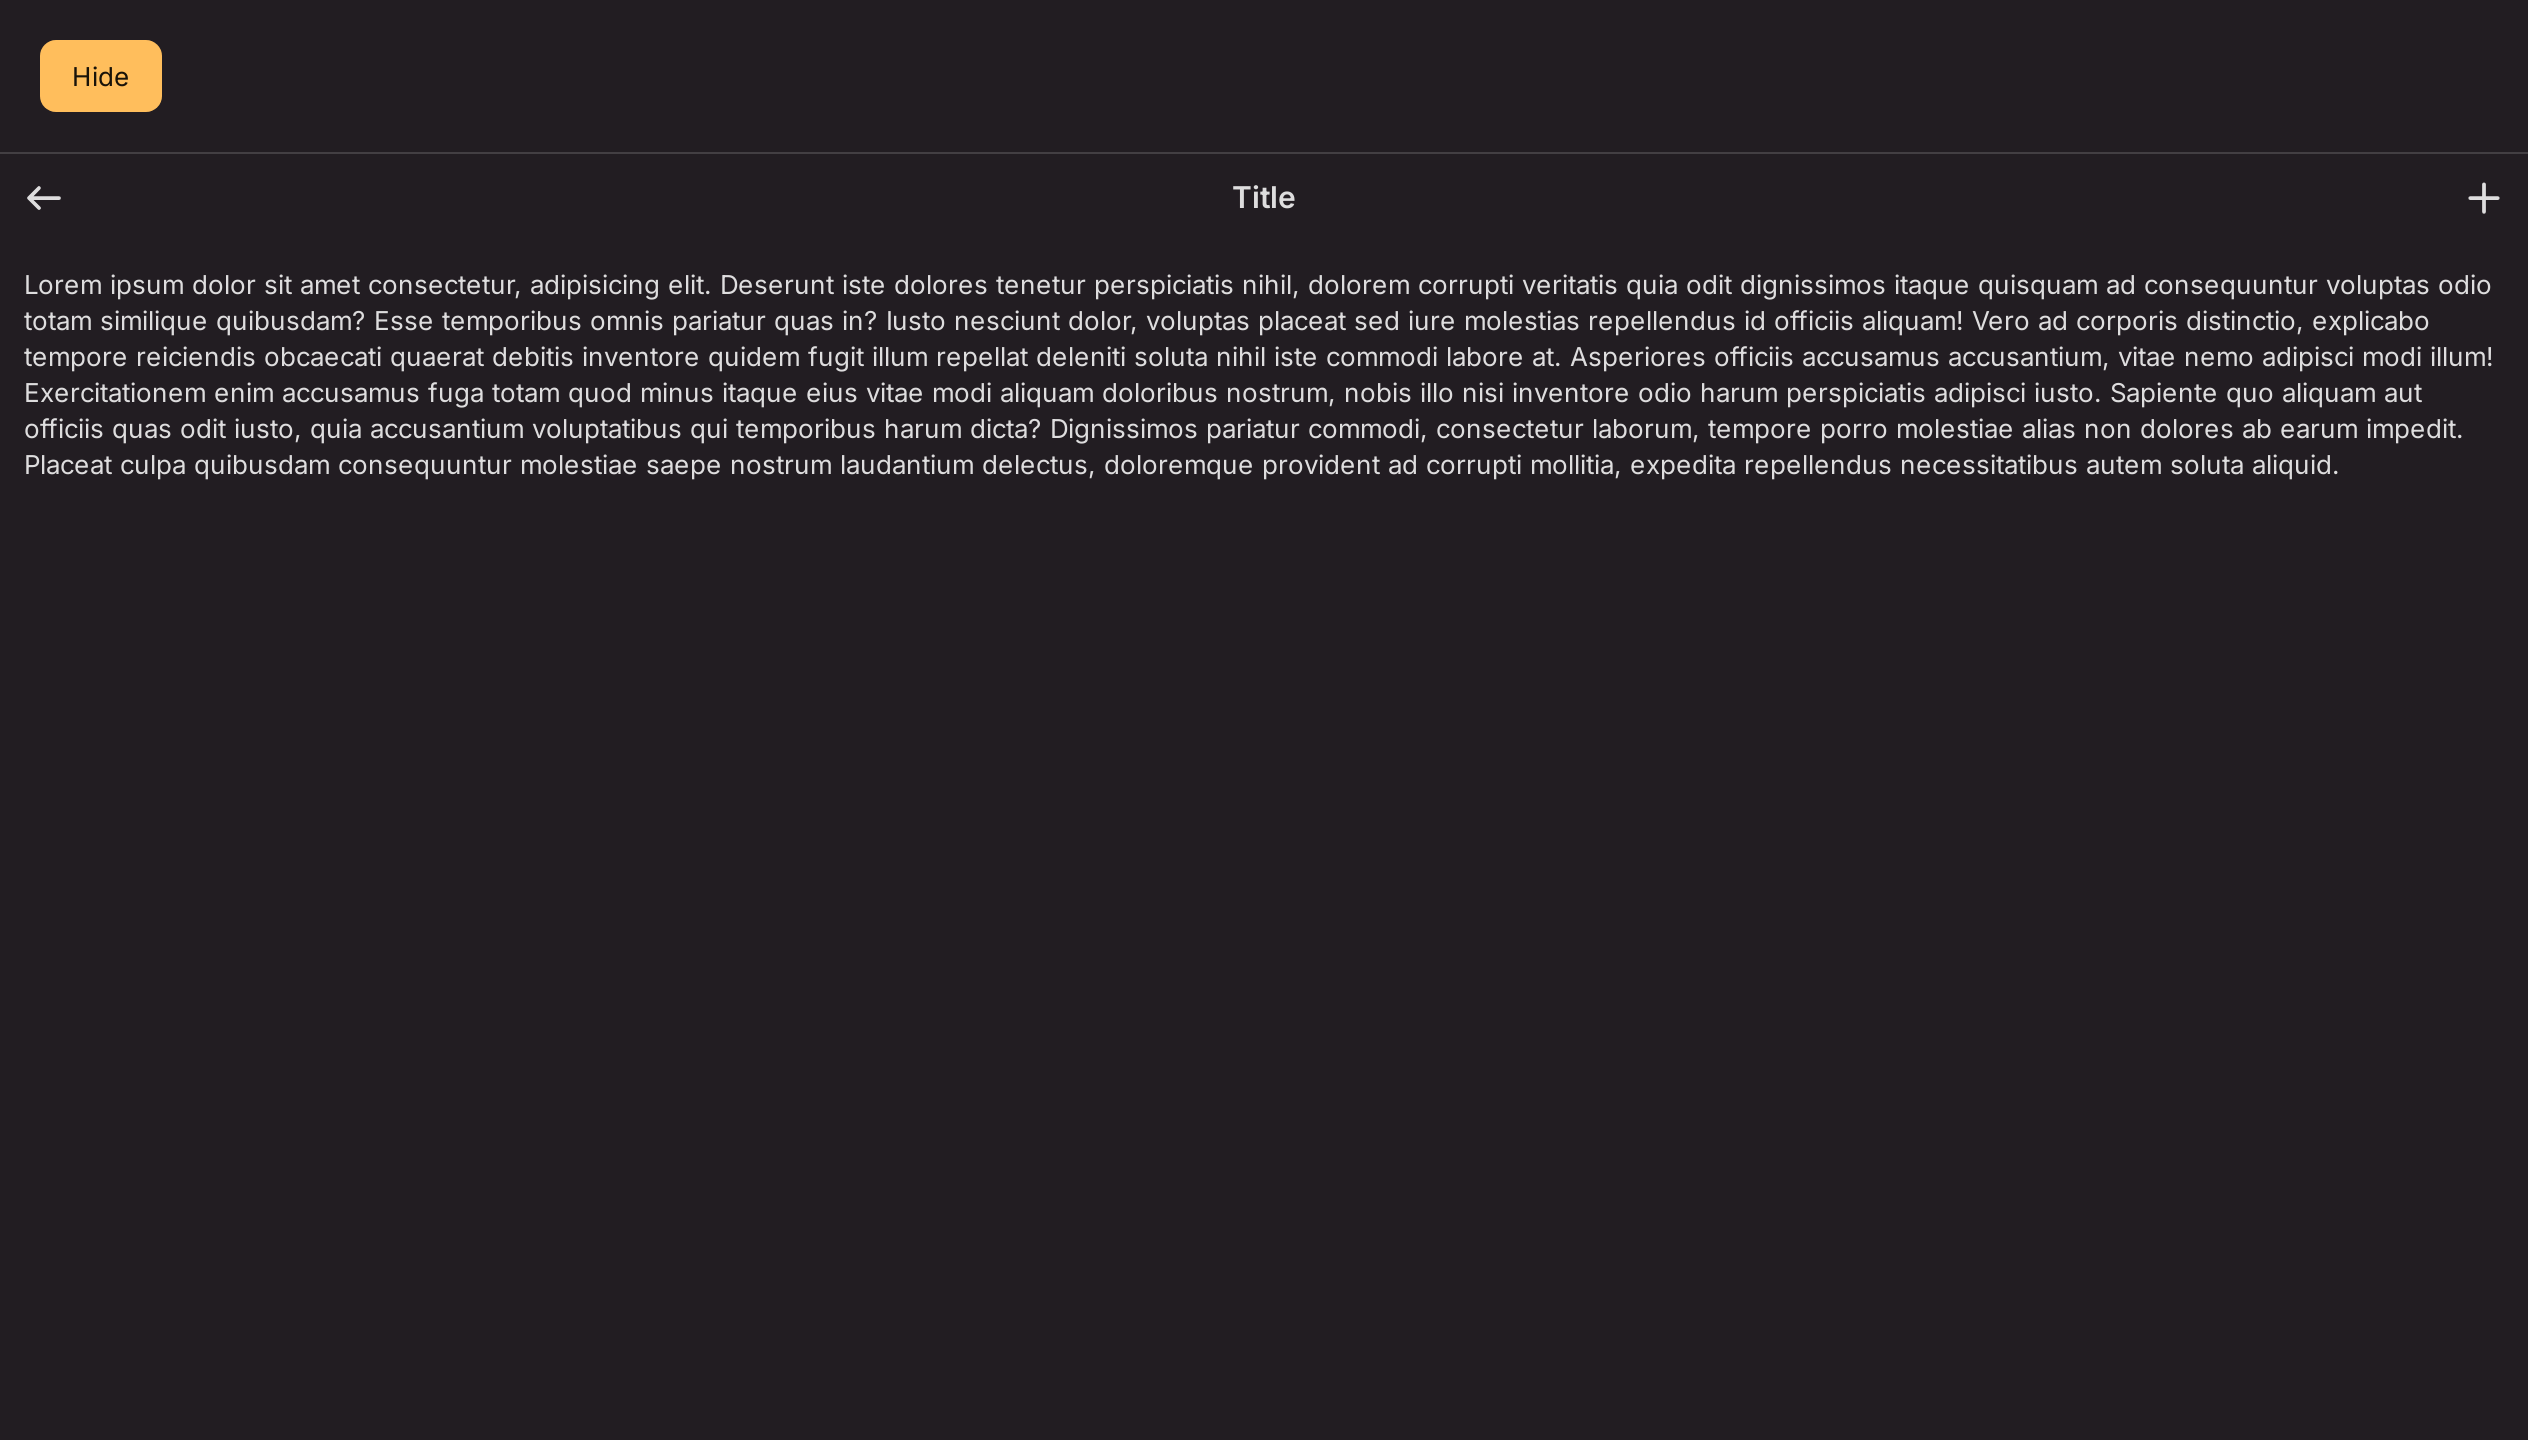 Hide
Title
Lorem ipsum dolor sit amet consectetur, adipisicing elit. Deserunt iste dolores tenetur perspiciatis nihil, dolorem corrupti veritatis quia odit dignissimos itaque quisquam ad consequuntur voluptas odio
totam similique quibusdam? Esse temporibus omnis pariatur quas in? Iusto nesciunt dolor, voluptas placeat sed iure molestias repellendus id officiis aliquam! Vero ad corporis distinctio, explicabo
tempore reiciendis obcaecati quaerat debitis inventore quidem fugit illum repellat deleniti soluta nihil iste commodi labore at. Asperiores officiis accusamus accusantium, vitae nemo adipisci modi illum!
Exercitationem enim accusamus fuga totam quod minus itaque eius vitae modi aliquam doloribus nostrum, nobis illo nisi inventore odio harum perspiciatis adipisci iusto. Sapiente quo aliquam aut
officiis quas odit iusto, quia accusantium voluptatibus qui temporibus harum dicta? Dignissimos pariatur commodi, consectetur laborum, tempore porro molestiae alias non dolores ab earum impedit.
Placeat culpa quibusdam consequuntur molestiae saepe nostrum laudantium delectus, doloremque provident ad corrupti mollitia, expedita repellendus necessitatibus autem soluta aliquid.